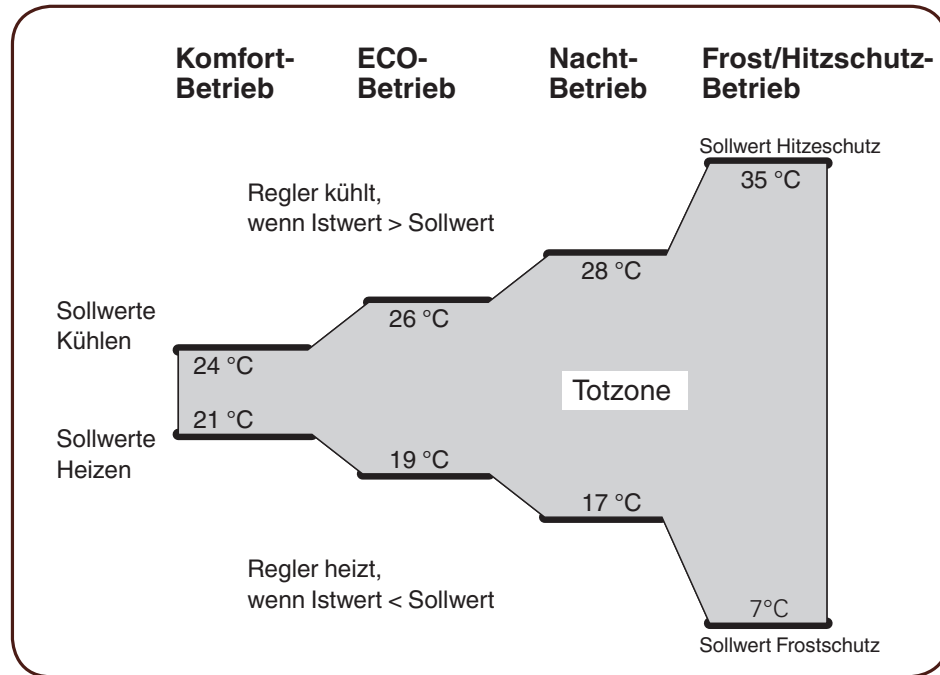 Komfort-
Betrieb
ECO-
Betrieb
Nacht-
Betrieb
Frost/Hitzschutz-
Betrieb
Sollwert Hitzeschutz
35 °C
Regler kühlt,
wenn Istwert > Sollwert
28 °C
26 °C
Sollwerte
Kühlen
24 °C
Totzone
21 °C
Sollwerte
Heizen
19 °C
17 °C
Regler heizt,
wenn Istwert < Sollwert
7°C
Sollwert Frostschutz